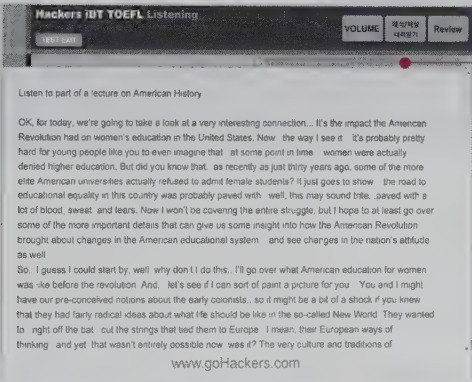 Hackers iBT TOEFL Listening
TEST EXIT
VOLUME
해석/해설
내려받기
Review
Listen to part of a lecture on American History
OK, for today, we're going to take a look at a very interesting connection... It's the impact the American
Revolution had on women's education in the United States. Now the way I see it it's probably pretty
hard for young people like you to even imagine that at some point in time women were actually
denied higher education. But did you know that, as recently as just thirty years ago, some of the more
elite American universities actually refused to admit female students? It just goes to show the road to
educational equality in this country was probably paved with well, this may sound trite, ..paved with a
lot of blood, sweat and tears. Now I won't be covering the entire struggle, but I hope to at least go over
some of the more important details that can give us some insight into how the American Revolution
brought about changes in the American educational system and see changes in the nation's attitude
as well
So, I guess I could start by, well why don't I do this.. I'll go over what American education for women
was like before the revolution And, let's see if I can sort of paint a picture for you You and I might
have our pre-conceived notions about the early colonists.. so it might be a bit of a shock if you knew
that they had fairly radical ideas about what life should be like in the so-called New World They wanted
to right off the bat cut the strings that tied them to Europe I mean, their European ways of
thinking and yet that wasn't entirely possible now was it? The very culture and traditions of
www.goHackers.com